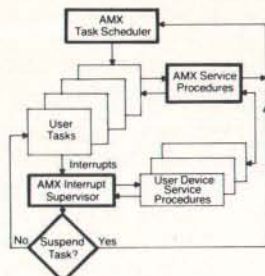 AMX
Task Scheduler
AMX Service
Procedures
User
Tasks
Interrupts
AMX Interrupt
Supervisor
User Device
Service
Procedures
Suspend
Task?
No
Yes